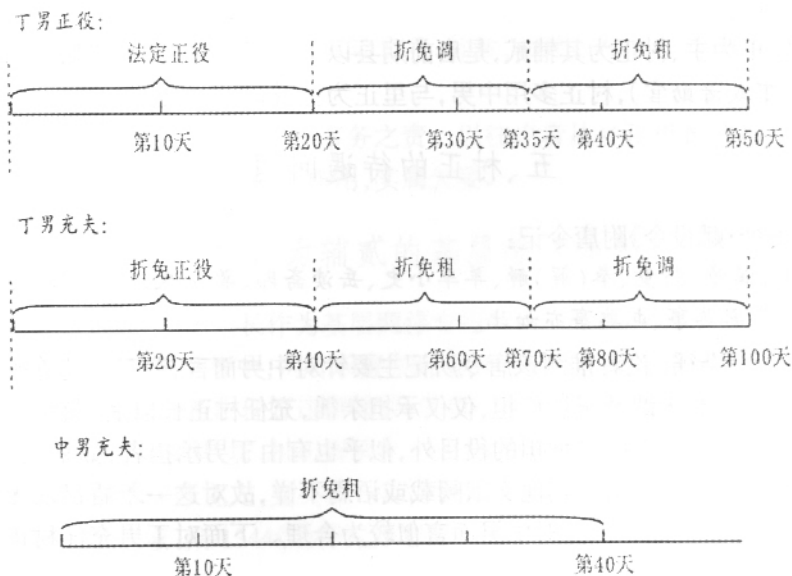 丁男正役:
法定正役 折免调 折免租
第10天 第20天 第30天 第35天 第40天 第50天
丁男充夫:
折免正役 折免租 折免调
第20天 第40天 第60天 第70天 第80天 第100天
中男充夫:
折免租
第10天 第40天